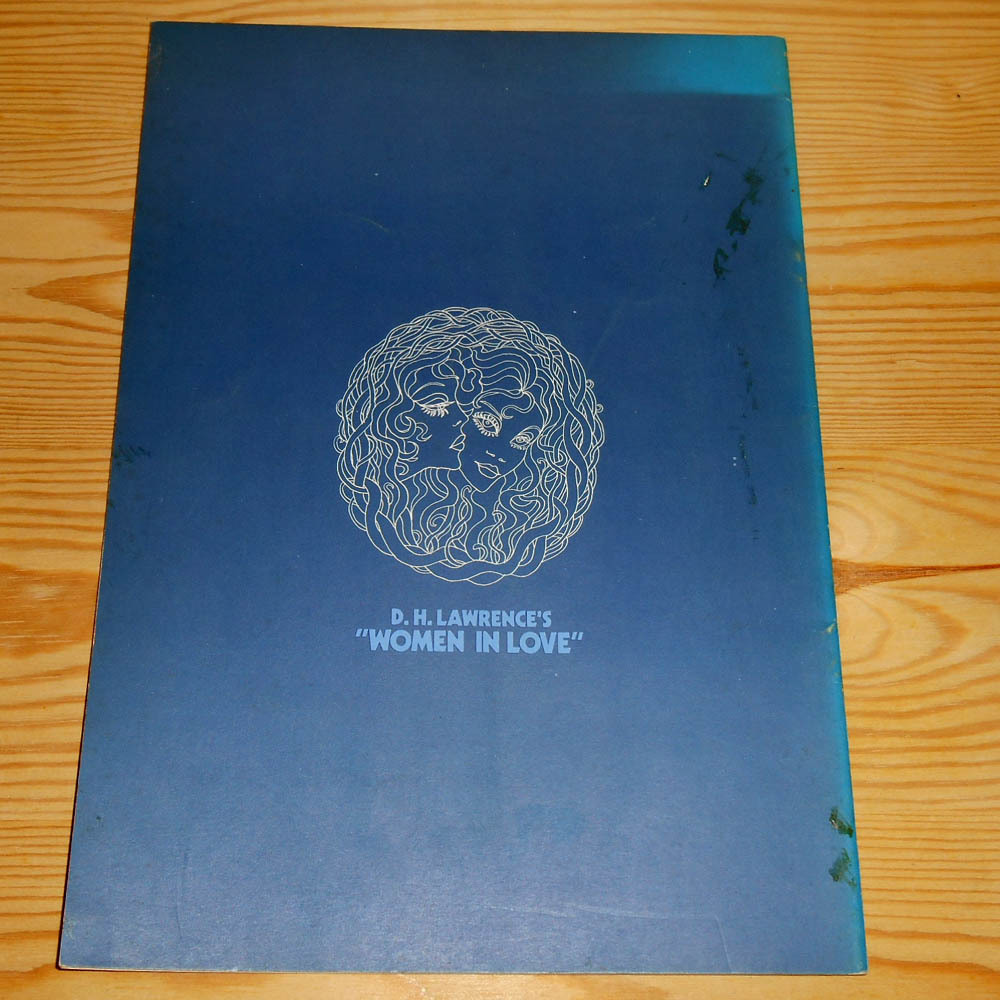 D. H. LAWRENCE'S
"WOMEN IN LOVE"